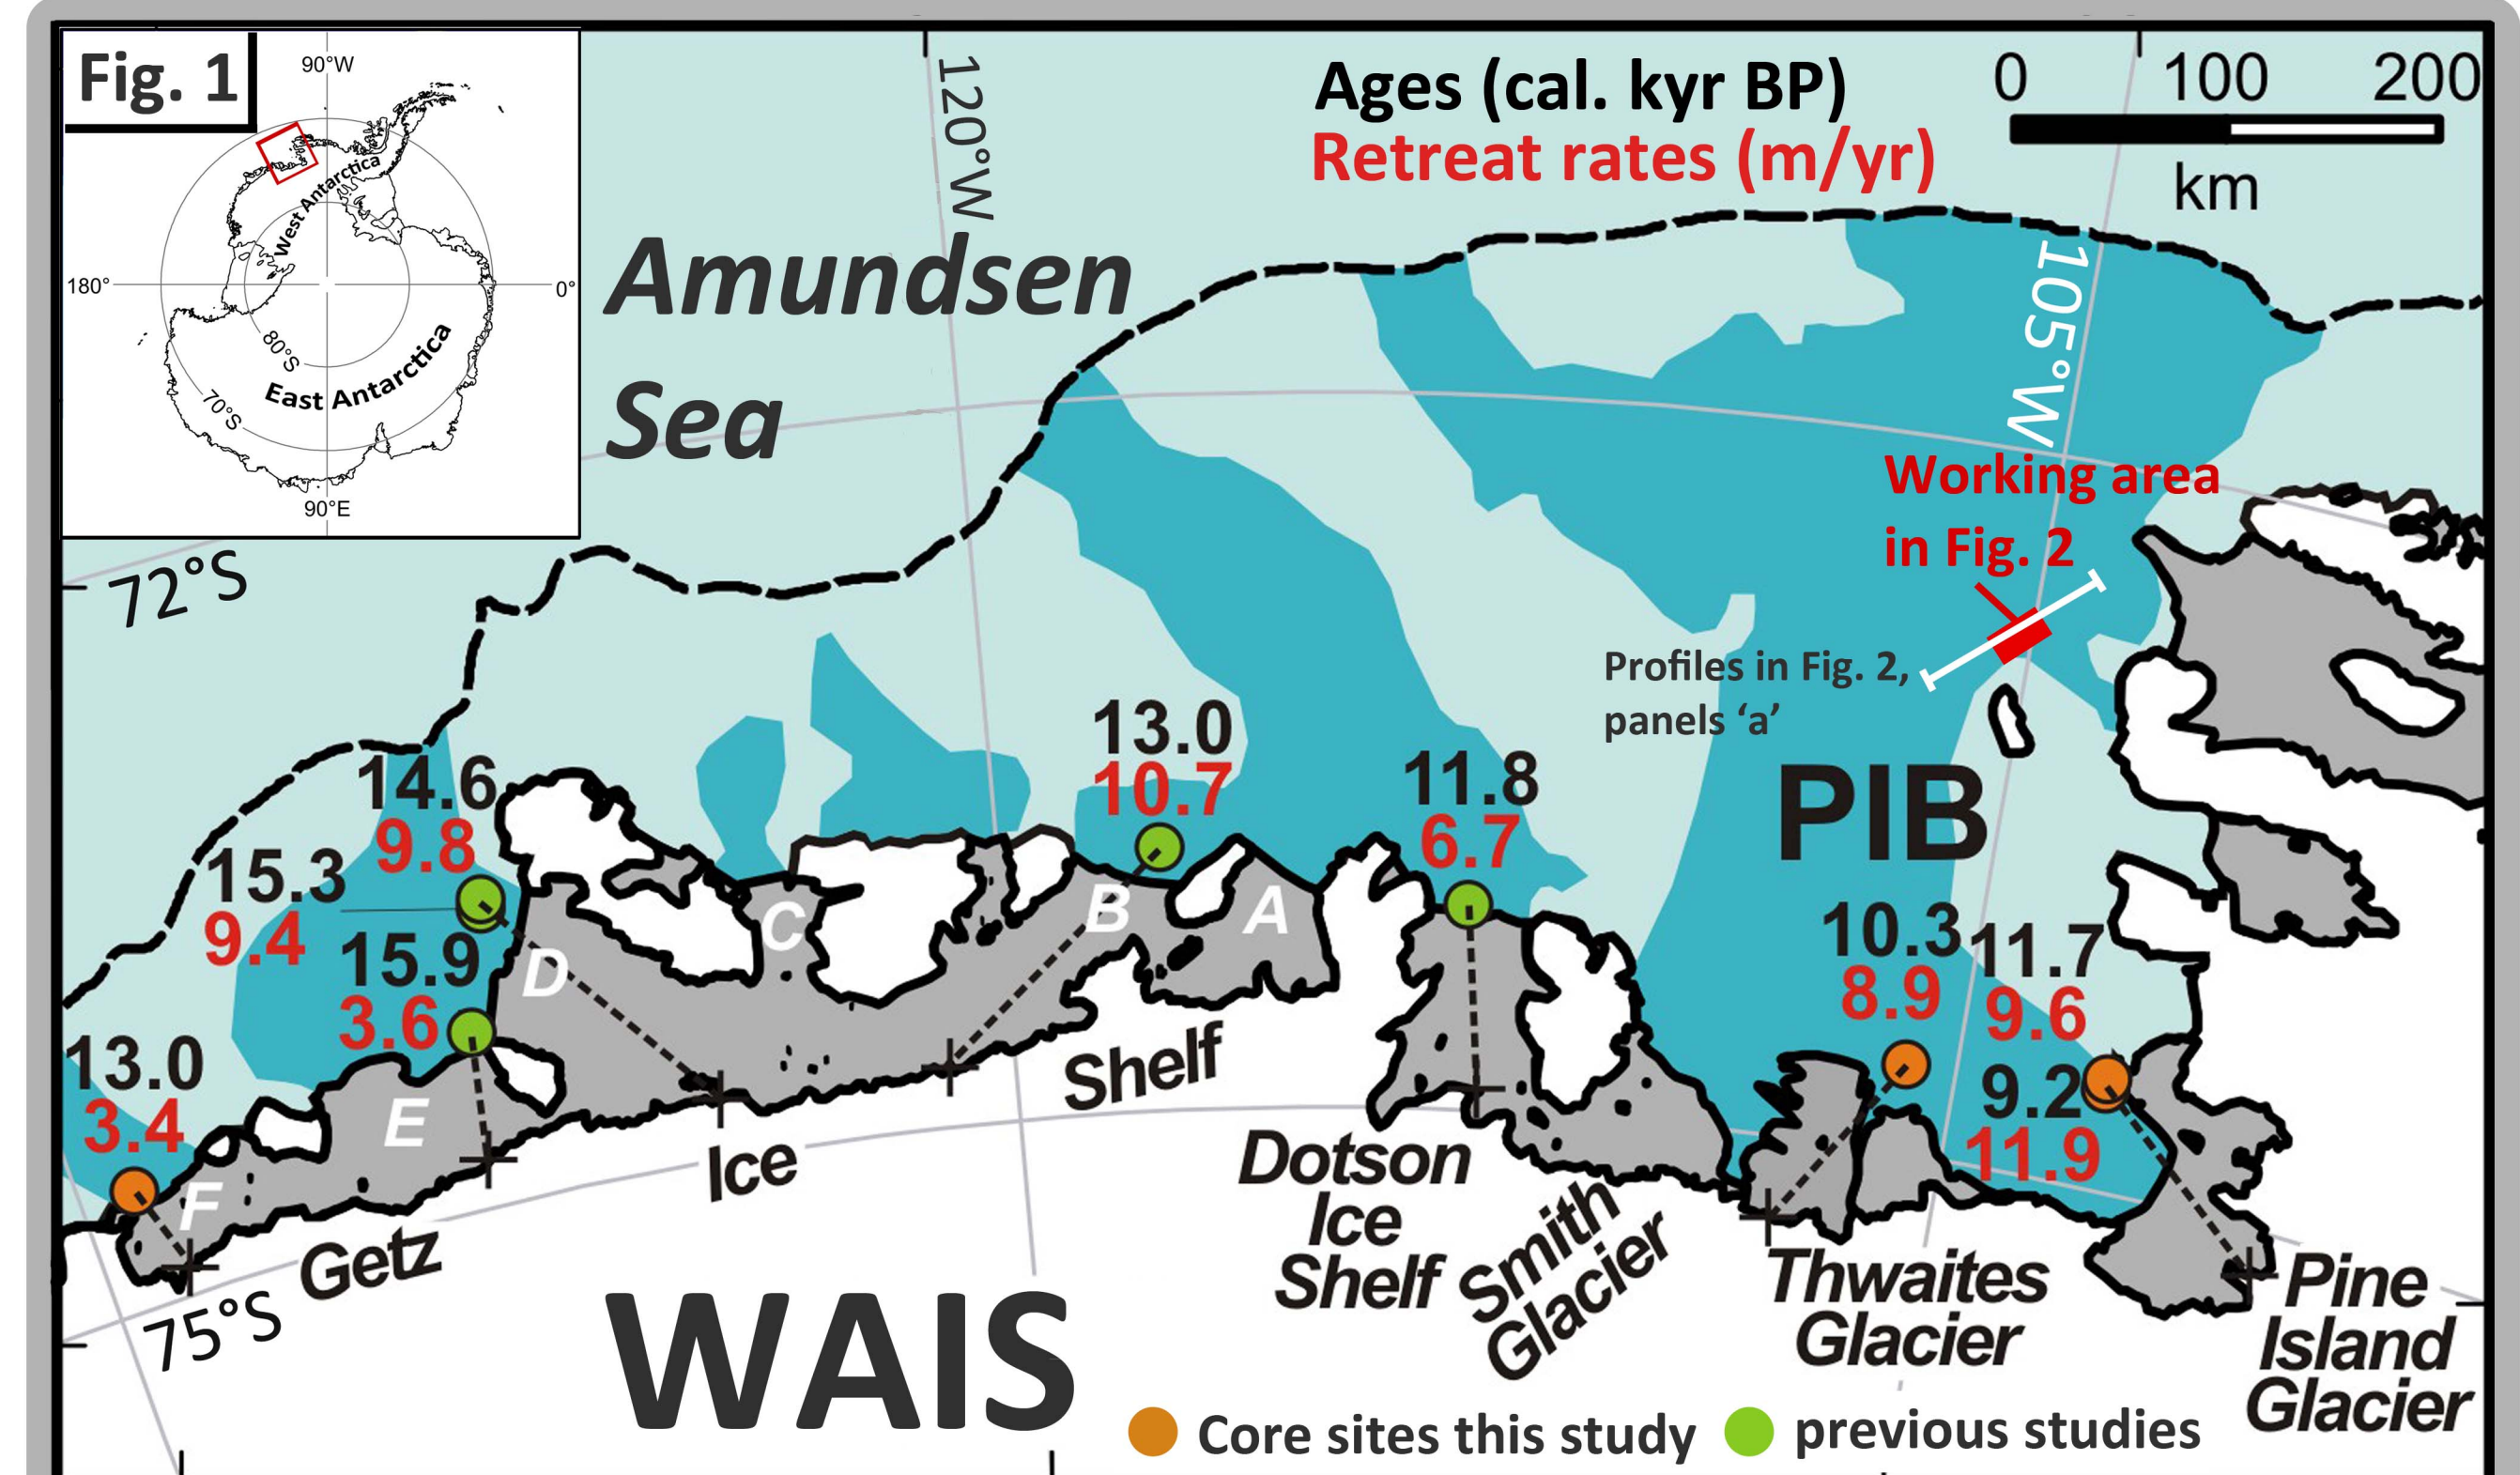 Fig. 1
90°W
180°
0°
West Antarctica
80°S
East Antarctica
70°S
90°E
120°W
Ages (cal. kyr BP)
Retreat rates (m/yr)
0 100 200
km
Amundsen
Sea
105°W
Working area
in Fig. 2
72°S
Profiles in Fig. 2,
panels ‘a’
PIB
14.6
9.8
15.3
9.4
15.9
3.6
13.0
3.4
13.0
10.7
11.8
6.7
10.3
8.9
11.7
9.6
9.2
11.9
A
B
C
D
E
F
Getz
Ice
Shelf
Dotson
Ice
Shelf
Smith
Glacier
Thwaites
Glacier
Pine
Island
Glacier
75°S
WAIS
Core sites this study
previous studies